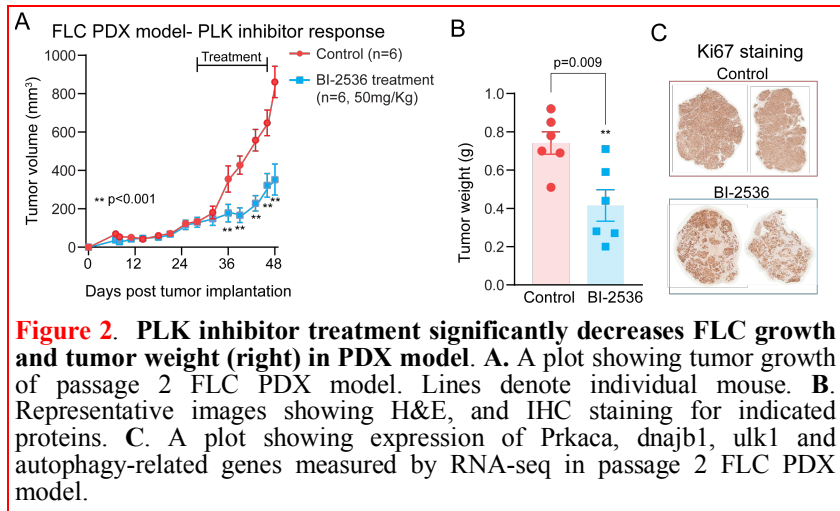 A
FLC PDX model- PLK inhibitor response
Treatment
Control (n=6)
BI-2536 treatment
(n=6, 50mg/Kg)
Tumor volume (mm³)
1000
800
600
400
200
0
** p<0.001
**
**
**
**
**
0
12
24
36
48
Days post tumor implantation
B
p=0.009
**
Tumor weight (g)
1.0
0.8
0.6
0.4
0.2
0.0
Control
BI-2536
C
Ki67 staining
Control
BI-2536
Figure 2. PLK inhibitor treatment significantly decreases FLC growth
and tumor weight (right) in PDX model. A. A plot showing tumor growth
of passage 2 FLC PDX model. Lines denote individual mouse. B.
Representative images showing H&E, and IHC staining for indicated
proteins. C. A plot showing expression of Prkaca, dnajb1, ulk1 and
autophagy-related genes measured by RNA-seq in passage 2 FLC PDX
model.